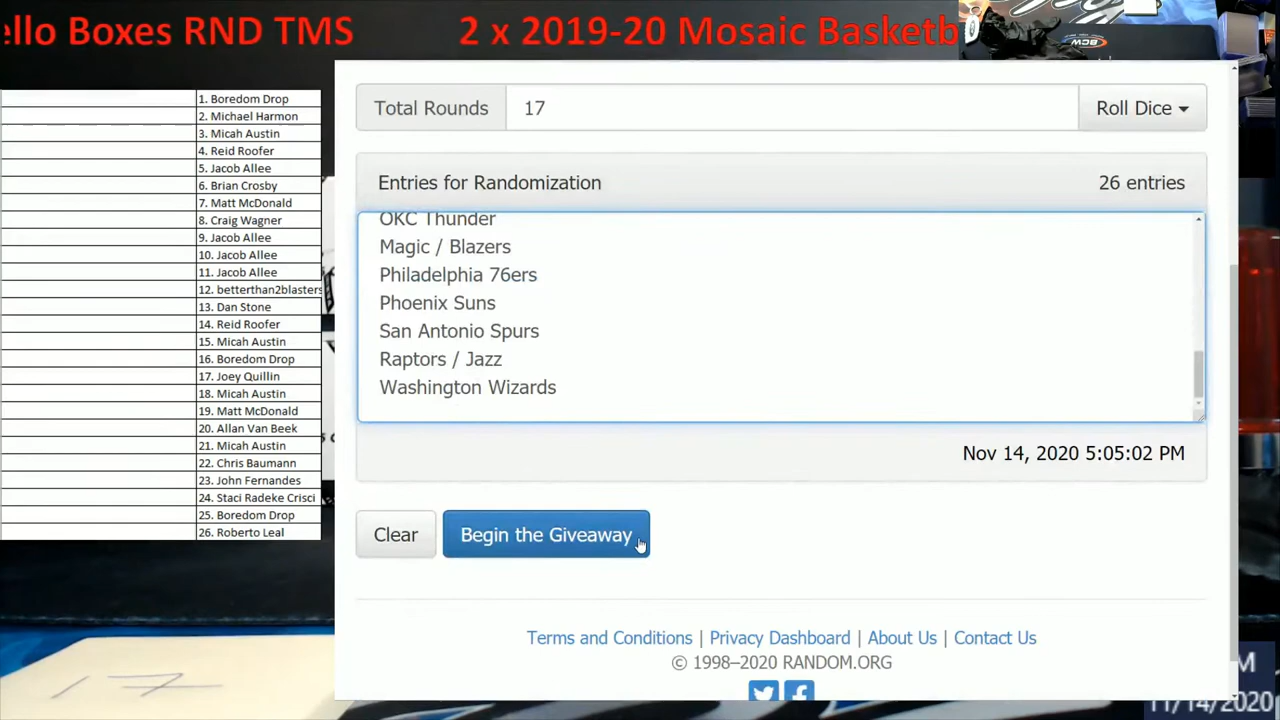 ello Boxes RND TMS 2 x 2019-20 Mosaic Basketb
BCW
1. Boredom Drop
2. Michael Harmon
3. Micah Austin
4. Reid Roofer
5. Jacob Allee
6. Brian Crosby
7. Matt McDonald
8. Craig Wagner
9. Jacob Allee
10. Jacob Allee
11. Jacob Allee
12. betterthan2blasters
13. Dan Stone
14. Reid Roofer
15. Micah Austin
16. Boredom Drop
17. Joey Quillin
18. Micah Austin
19. Matt McDonald
20. Allan Van Beek
21. Micah Austin
22. Chris Baumann
23. John Fernandes
24. Staci Radeke Crisci
25. Boredom Drop
26. Roberto Leal
Total Rounds 17 Roll Dice
Entries for Randomization 26 entries
OKC Thunder
Magic / Blazers
Philadelphia 76ers
Phoenix Suns
San Antonio Spurs
Raptors / Jazz
Washington Wizards
Nov 14, 2020 5:05:02 PM
Clear Begin the Giveaway
Terms and Conditions | Privacy Dashboard | About Us | Contact Us
© 1998–2020 RANDOM.ORG
17
M
11/14/2020